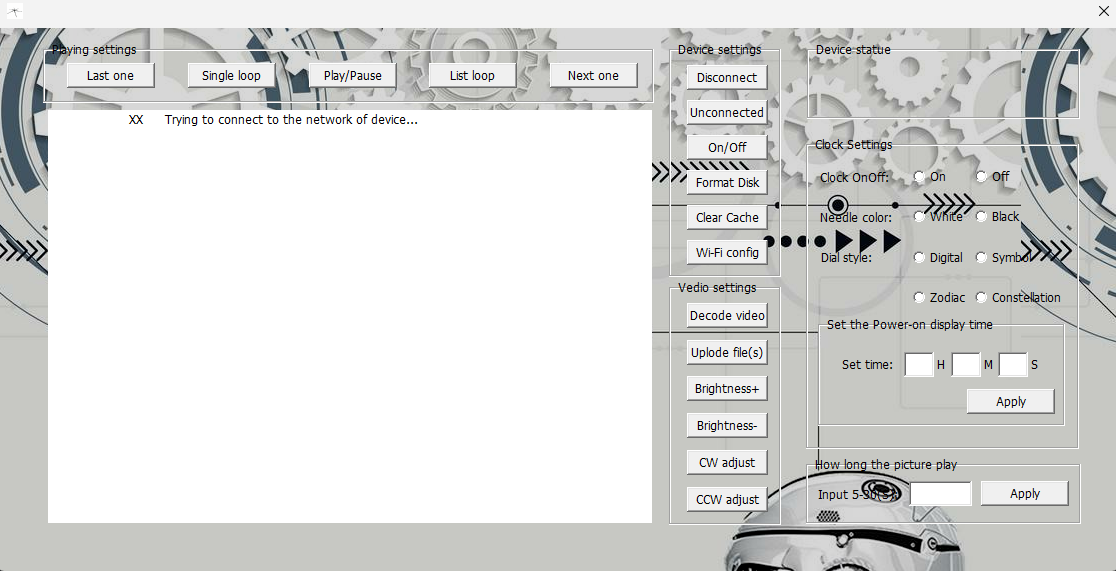 Playing settings
Last one
Single loop
Play/Pause
List loop
Next one
XX Trying to connect to the network of device...
Device settings
Disconnect
Unconnected
On/Off
Format Disk
Clear Cache
Wi-Fi config
Vedio settings
Decode video
Uplode file(s)
Brightness+
Brightness-
CW adjust
CCW adjust
Device statue
Clock Settings
Clock OnOff: On Off
Needle color: White Black
Dial style: Digital Symbol
Zodiac Constellation
Set the Power-on display time
Set time: H M S
Apply
How long the picture play
Input 5-30(S): Apply